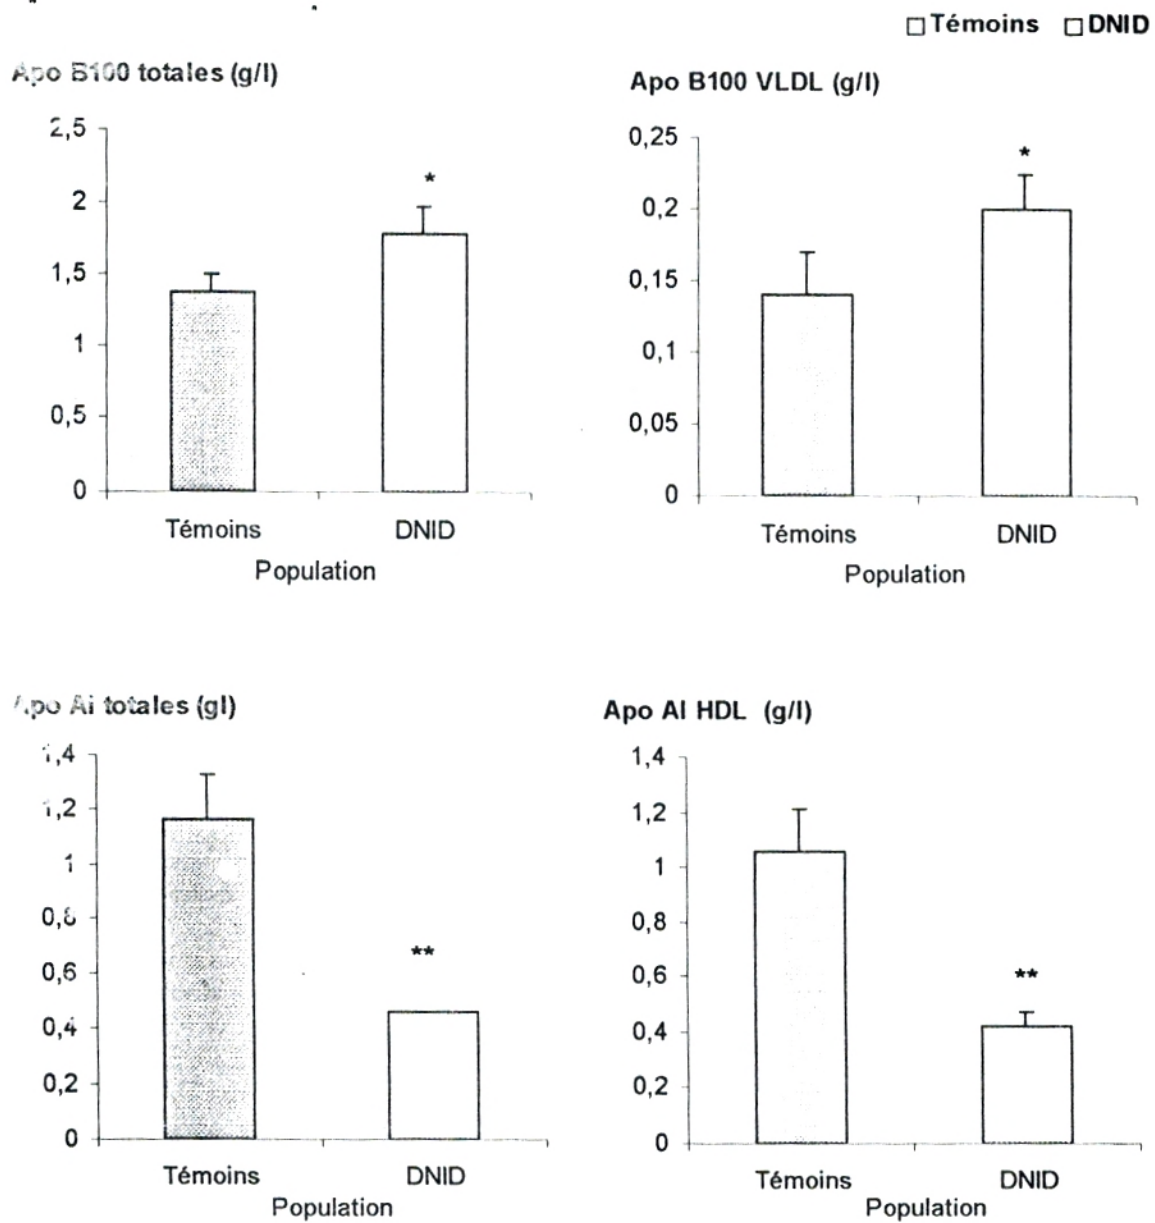 Témoins DNID
Apo B100 totales (g/l)
2,5
*
2
1,5
1
0,5
0
Témoins DNID
Population
Apo B100 VLDL (g/l)
0,25
*
0,2
0,15
0,1
0,05
0
Témoins DNID
Population
Apo AI totales (gl)
1,4
1,2
1
0,8
**
0,6
0,4
0,2
0
Témoins DNID
Population
Apo AI HDL (g/l)
1,4
1,2
1
0,8
0,6
**
0,4
0,2
0
Témoins DNID
Population